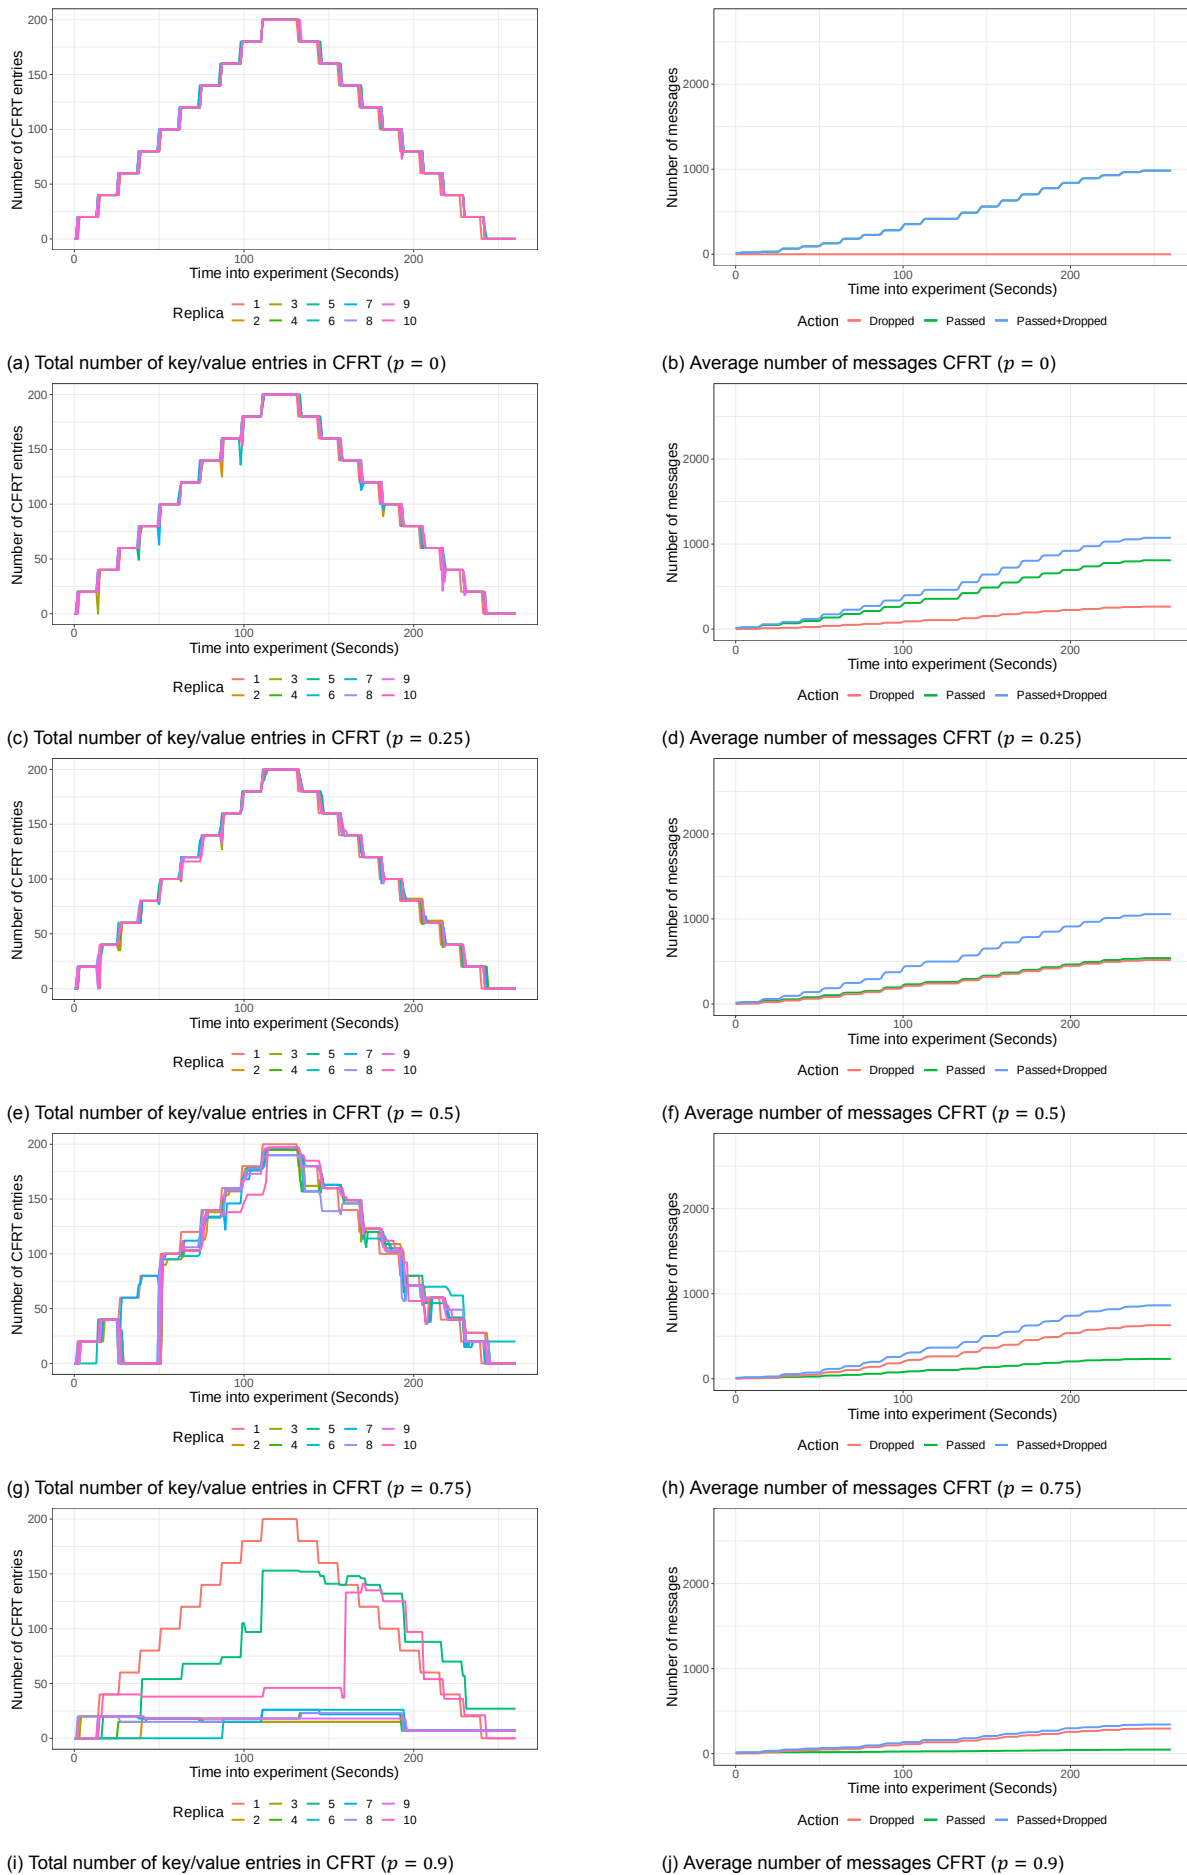 200
150
100
50
0
Number of CFRT entries
0 100 200
Time into experiment (Seconds)
Replica 1 3 5 7 9
2 4 6 8 10
(a) Total number of key/value entries in CFRT (p = 0)
2000
1000
0
Number of messages
0 100 200
Time into experiment (Seconds)
Action Dropped Passed Passed+Dropped
(b) Average number of messages CFRT (p = 0)
200
150
100
50
0
Number of CFRT entries
0 100 200
Time into experiment (Seconds)
Replica 1 3 5 7 9
2 4 6 8 10
(c) Total number of key/value entries in CFRT (p = 0.25)
2000
1000
0
Number of messages
0 100 200
Time into experiment (Seconds)
Action Dropped Passed Passed+Dropped
(d) Average number of messages CFRT (p = 0.25)
200
150
100
50
0
Number of CFRT entries
0 100 200
Time into experiment (Seconds)
Replica 1 3 5 7 9
2 4 6 8 10
(e) Total number of key/value entries in CFRT (p = 0.5)
2000
1000
0
Number of messages
0 100 200
Time into experiment (Seconds)
Action Dropped Passed Passed+Dropped
(f) Average number of messages CFRT (p = 0.5)
200
150
100
50
0
Number of CFRT entries
0 100 200
Time into experiment (Seconds)
Replica 1 3 5 7 9
2 4 6 8 10
(g) Total number of key/value entries in CFRT (p = 0.75)
2000
1000
0
Number of messages
0 100 200
Time into experiment (Seconds)
Action Dropped Passed Passed+Dropped
(h) Average number of messages CFRT (p = 0.75)
200
150
100
50
0
Number of CFRT entries
0 100 200
Time into experiment (Seconds)
Replica 1 3 5 7 9
2 4 6 8 10
(i) Total number of key/value entries in CFRT (p = 0.9)
2000
1000
0
Number of messages
0 100 200
Time into experiment (Seconds)
Action Dropped Passed Passed+Dropped
(j) Average number of messages CFRT (p = 0.9)